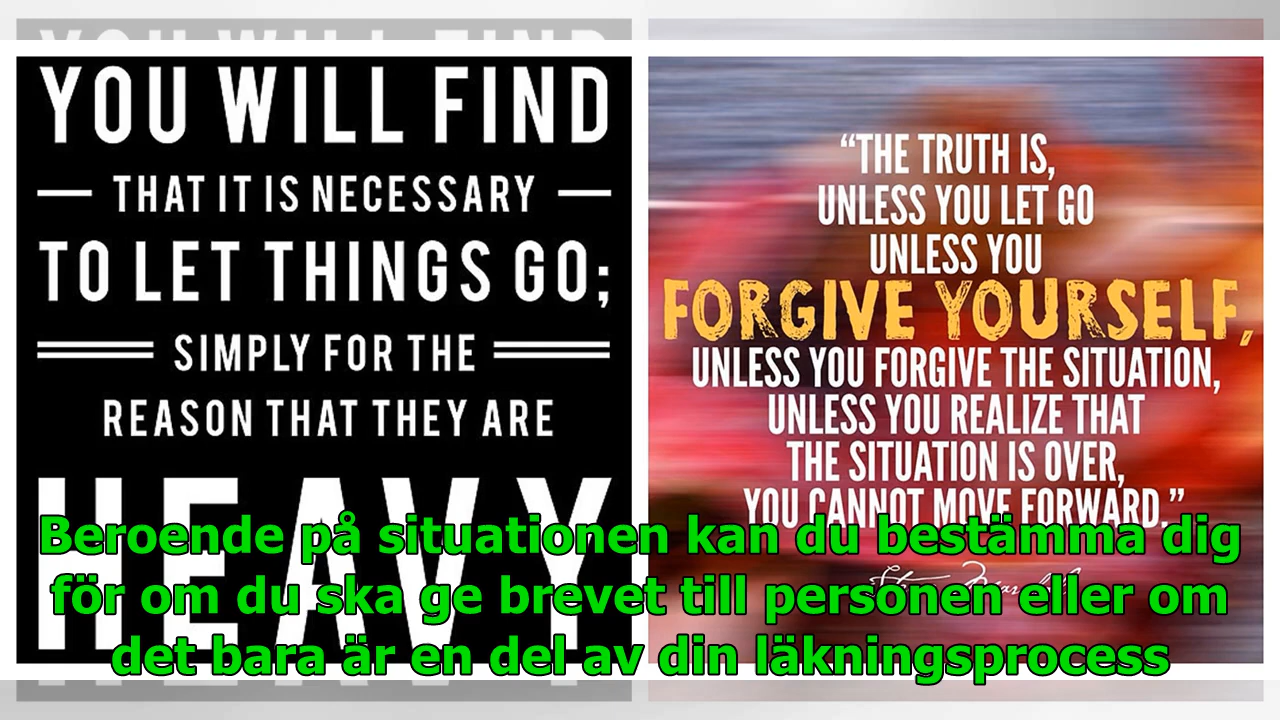 YOU WILL FIND
THAT IT IS NECESSARY
TO LET THINGS GO;
SIMPLY FOR THE
REASON THAT THEY ARE
HEAVY
“THE TRUTH IS,
UNLESS YOU LET GO
UNLESS YOU
FORGIVE YOURSELF,
UNLESS YOU FORGIVE THE SITUATION,
UNLESS YOU REALIZE THAT
THE SITUATION IS OVER,
YOU CANNOT MOVE FORWARD.”
Beroende på situationen kan du bestämma dig
för om du ska ge brevet till personen eller om
det bara är en del av din läkningsprocess